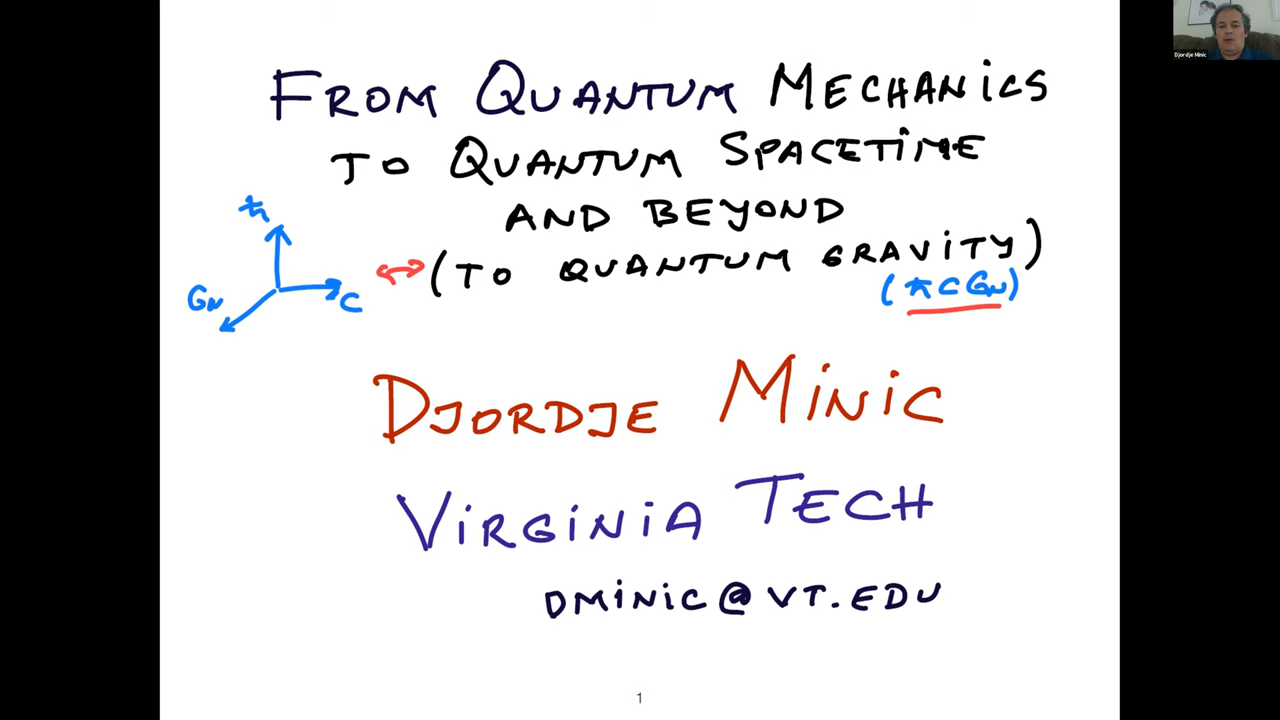 Djordje Minic
FROM QUANTUM MECHANICS
TO QUANTUM SPACETIME
AND BEYOND
ħ
(TO QUANTUM GRAVITY)
GN
C
(ħ C GN)
DJORDJE MINIC
VIRGINIA TECH
DMINIC@VT.EDU
1